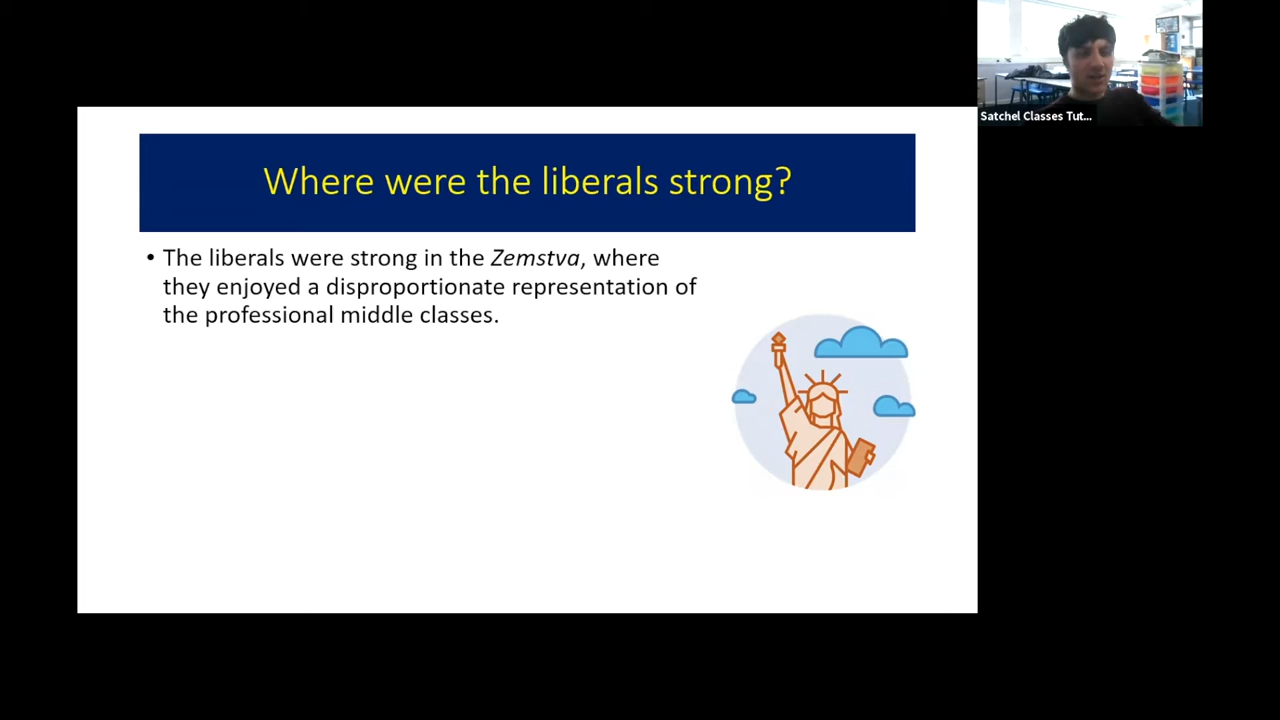 Where were the liberals strong?
• The liberals were strong in the Zemstva, where
they enjoyed a disproportionate representation of
the professional middle classes.
Satchel Classes Tut...